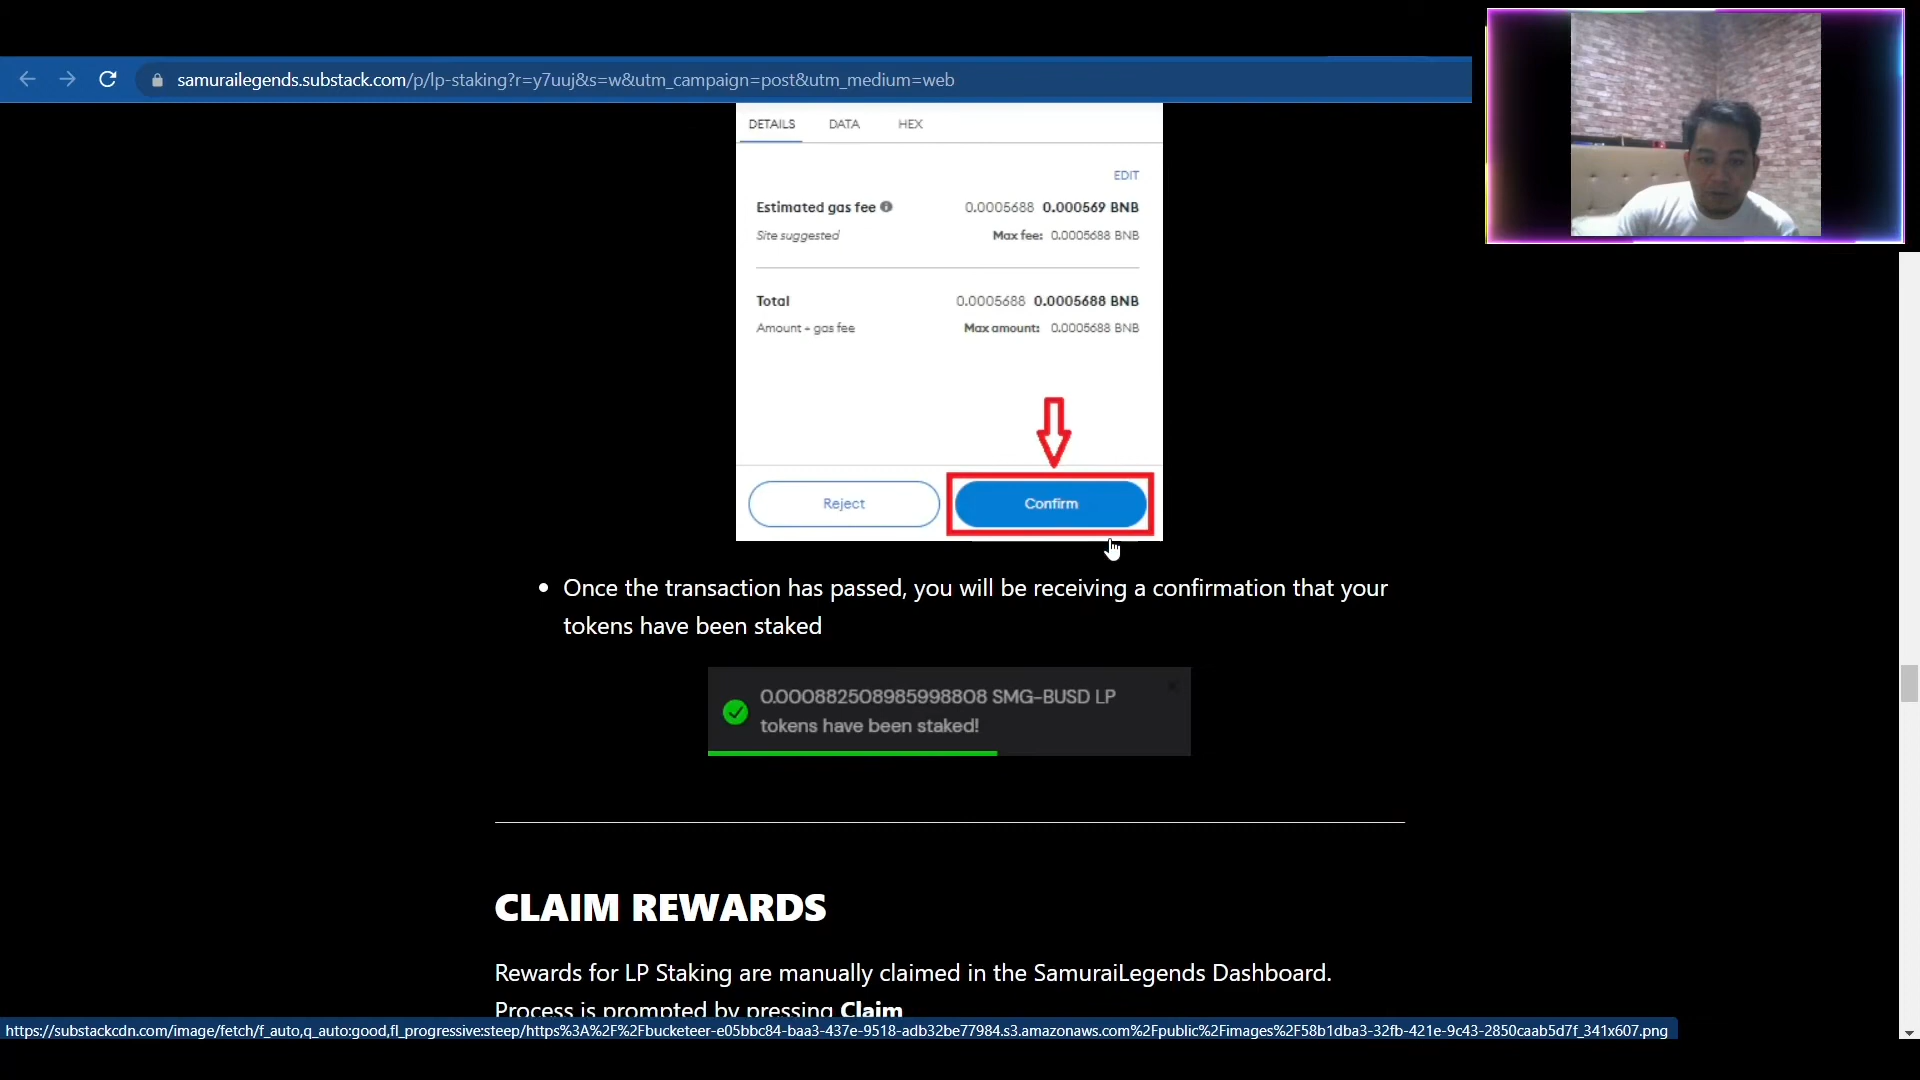 samurailegends.substack.com/p/lp-staking?r=y7uuj&s=w&utm_campaign=post&utm_medium=web
DETAILS DATA HEX
EDIT
Estimated gas fee 0.0005688 0.000569 BNB
Site suggested Max fee: 0.0005688 BNB
Total 0.0005688 0.0005688 BNB
Amount + gas fee Max amount: 0.0005688 BNB
Reject Confirm
• Once the transaction has passed, you will be receiving a confirmation that your
tokens have been staked
0.000882508985998808 SMG-BUSD LP
tokens have been staked!
CLAIM REWARDS
Rewards for LP Staking are manually claimed in the SamuraiLegends Dashboard.
Process is prompted by pressing Claim
https://substackcdn.com/image/fetch/f_auto,q_auto:good,fl_progressive:steep/https%3A%2F%2Fbucketeer-e05bbc84-baa3-437e-9518-adb32be77984.s3.amazonaws.com%2Fpublic%2Fimages%2F58b1dba3-32fb-421e-9c43-2850caab5d7f_341x607.png